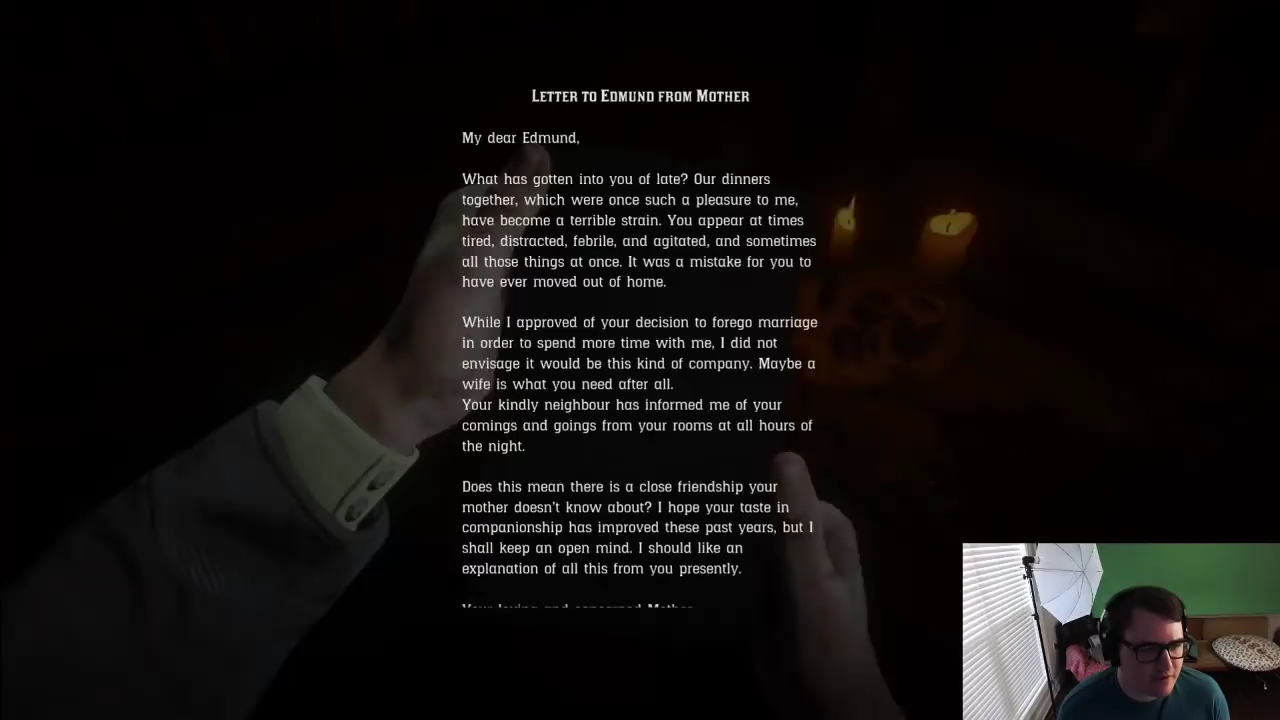 Letter to Edmund from Mother
My dear Edmund,
What has gotten into you of late? Our dinners
together, which were once such a pleasure to me,
have become a terrible strain. You appear at times
tired, distracted, febrile, and agitated, and sometimes
all those things at once. It was a mistake for you to
have ever moved out of home.
While I approved of your decision to forego marriage
in order to spend more time with me, I did not
envisage it would be this kind of company. Maybe a
wife is what you need after all.
Your kindly neighbour has informed me of your
comings and goings from your rooms at all hours of
the night.
Does this mean there is a close friendship your
mother doesn't know about? I hope your taste in
companionship has improved these past years, but I
shall keep an open mind. I should like an
explanation of all this from you presently.
Your loving and concerned Mother